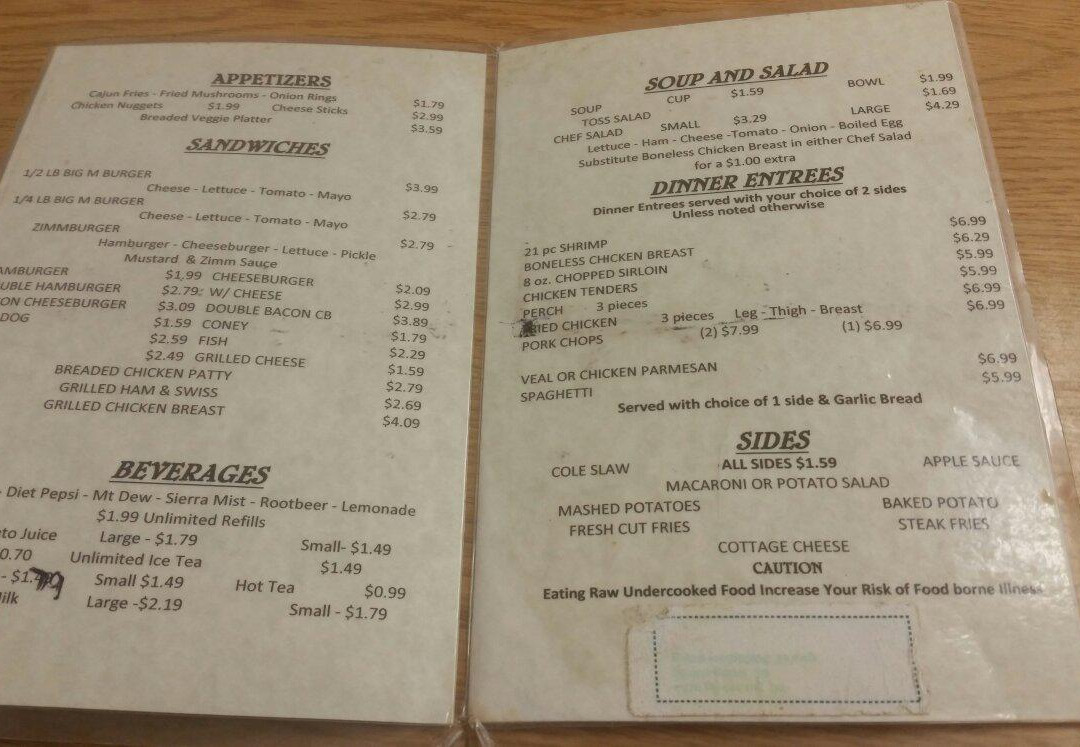 APPETIZERS
Cajun Fries - Fried Mushrooms - Onion Rings $1.79
Chicken Nuggets $1.99 Cheese Sticks $2.99
Breaded Veggie Platter $3.59
SANDWICHES
1/2 LB BIG M BURGER $3.99
Cheese - Lettuce - Tomato - Mayo
1/4 LB BIG M BURGER $2.79
Cheese - Lettuce - Tomato - Mayo
ZIMMBURGER $2.79
Hamburger - Cheeseburger - Lettuce - Pickle
Mustard & Zimm Sauce
AMBURGER $1.99 CHEESEBURGER $2.09
UBLE HAMBURGER $2.79 W/ CHEESE $2.99
ON CHEESEBURGER $3.09 DOUBLE BACON CB $3.89
DOG $1.59 CONEY $1.79
$2.59 FISH $2.29
$2.49 GRILLED CHEESE $1.59
BREADED CHICKEN PATTY $2.79
GRILLED HAM & SWISS $2.69
GRILLED CHICKEN BREAST $4.09
BEVERAGES
- Diet Pepsi - Mt Dew - Sierra Mist - Rootbeer - Lemonade
$1.99 Unlimited Refills
to Juice Large - $1.79 Small- $1.49
0.70 Unlimited Ice Tea $1.49
Small $1.49 Hot Tea $0.99
ilk Large -$2.19 Small - $1.79
SOUP AND SALAD
SOUP CUP $1.59 BOWL $1.99
TOSS SALAD $1.69
CHEF SALAD SMALL $3.29 LARGE $4.29
Lettuce - Ham - Cheese -Tomato - Onion - Boiled Egg
Substitute Boneless Chicken Breast in either Chef Salad
for a $1.00 extra
DINNER ENTREES
Dinner Entrees served with your choice of 2 sides
Unless noted otherwise
21 pc SHRIMP $6.99
BONELESS CHICKEN BREAST $6.29
8 oz. CHOPPED SIRLOIN $5.99
CHICKEN TENDERS $5.99
PERCH 3 pieces $6.99
RIED CHICKEN 3 pieces Leg - Thigh - Breast $6.99
PORK CHOPS (2) $7.99 (1) $6.99
VEAL OR CHICKEN PARMESAN $6.99
SPAGHETTI $5.99
Served with choice of 1 side & Garlic Bread
SIDES
COLE SLAW ALL SIDES $1.59 APPLE SAUCE
MACARONI OR POTATO SALAD
MASHED POTATOES BAKED POTATO
FRESH CUT FRIES STEAK FRIES
COTTAGE CHEESE
CAUTION
Eating Raw Undercooked Food Increase Your Risk of Food borne Illness